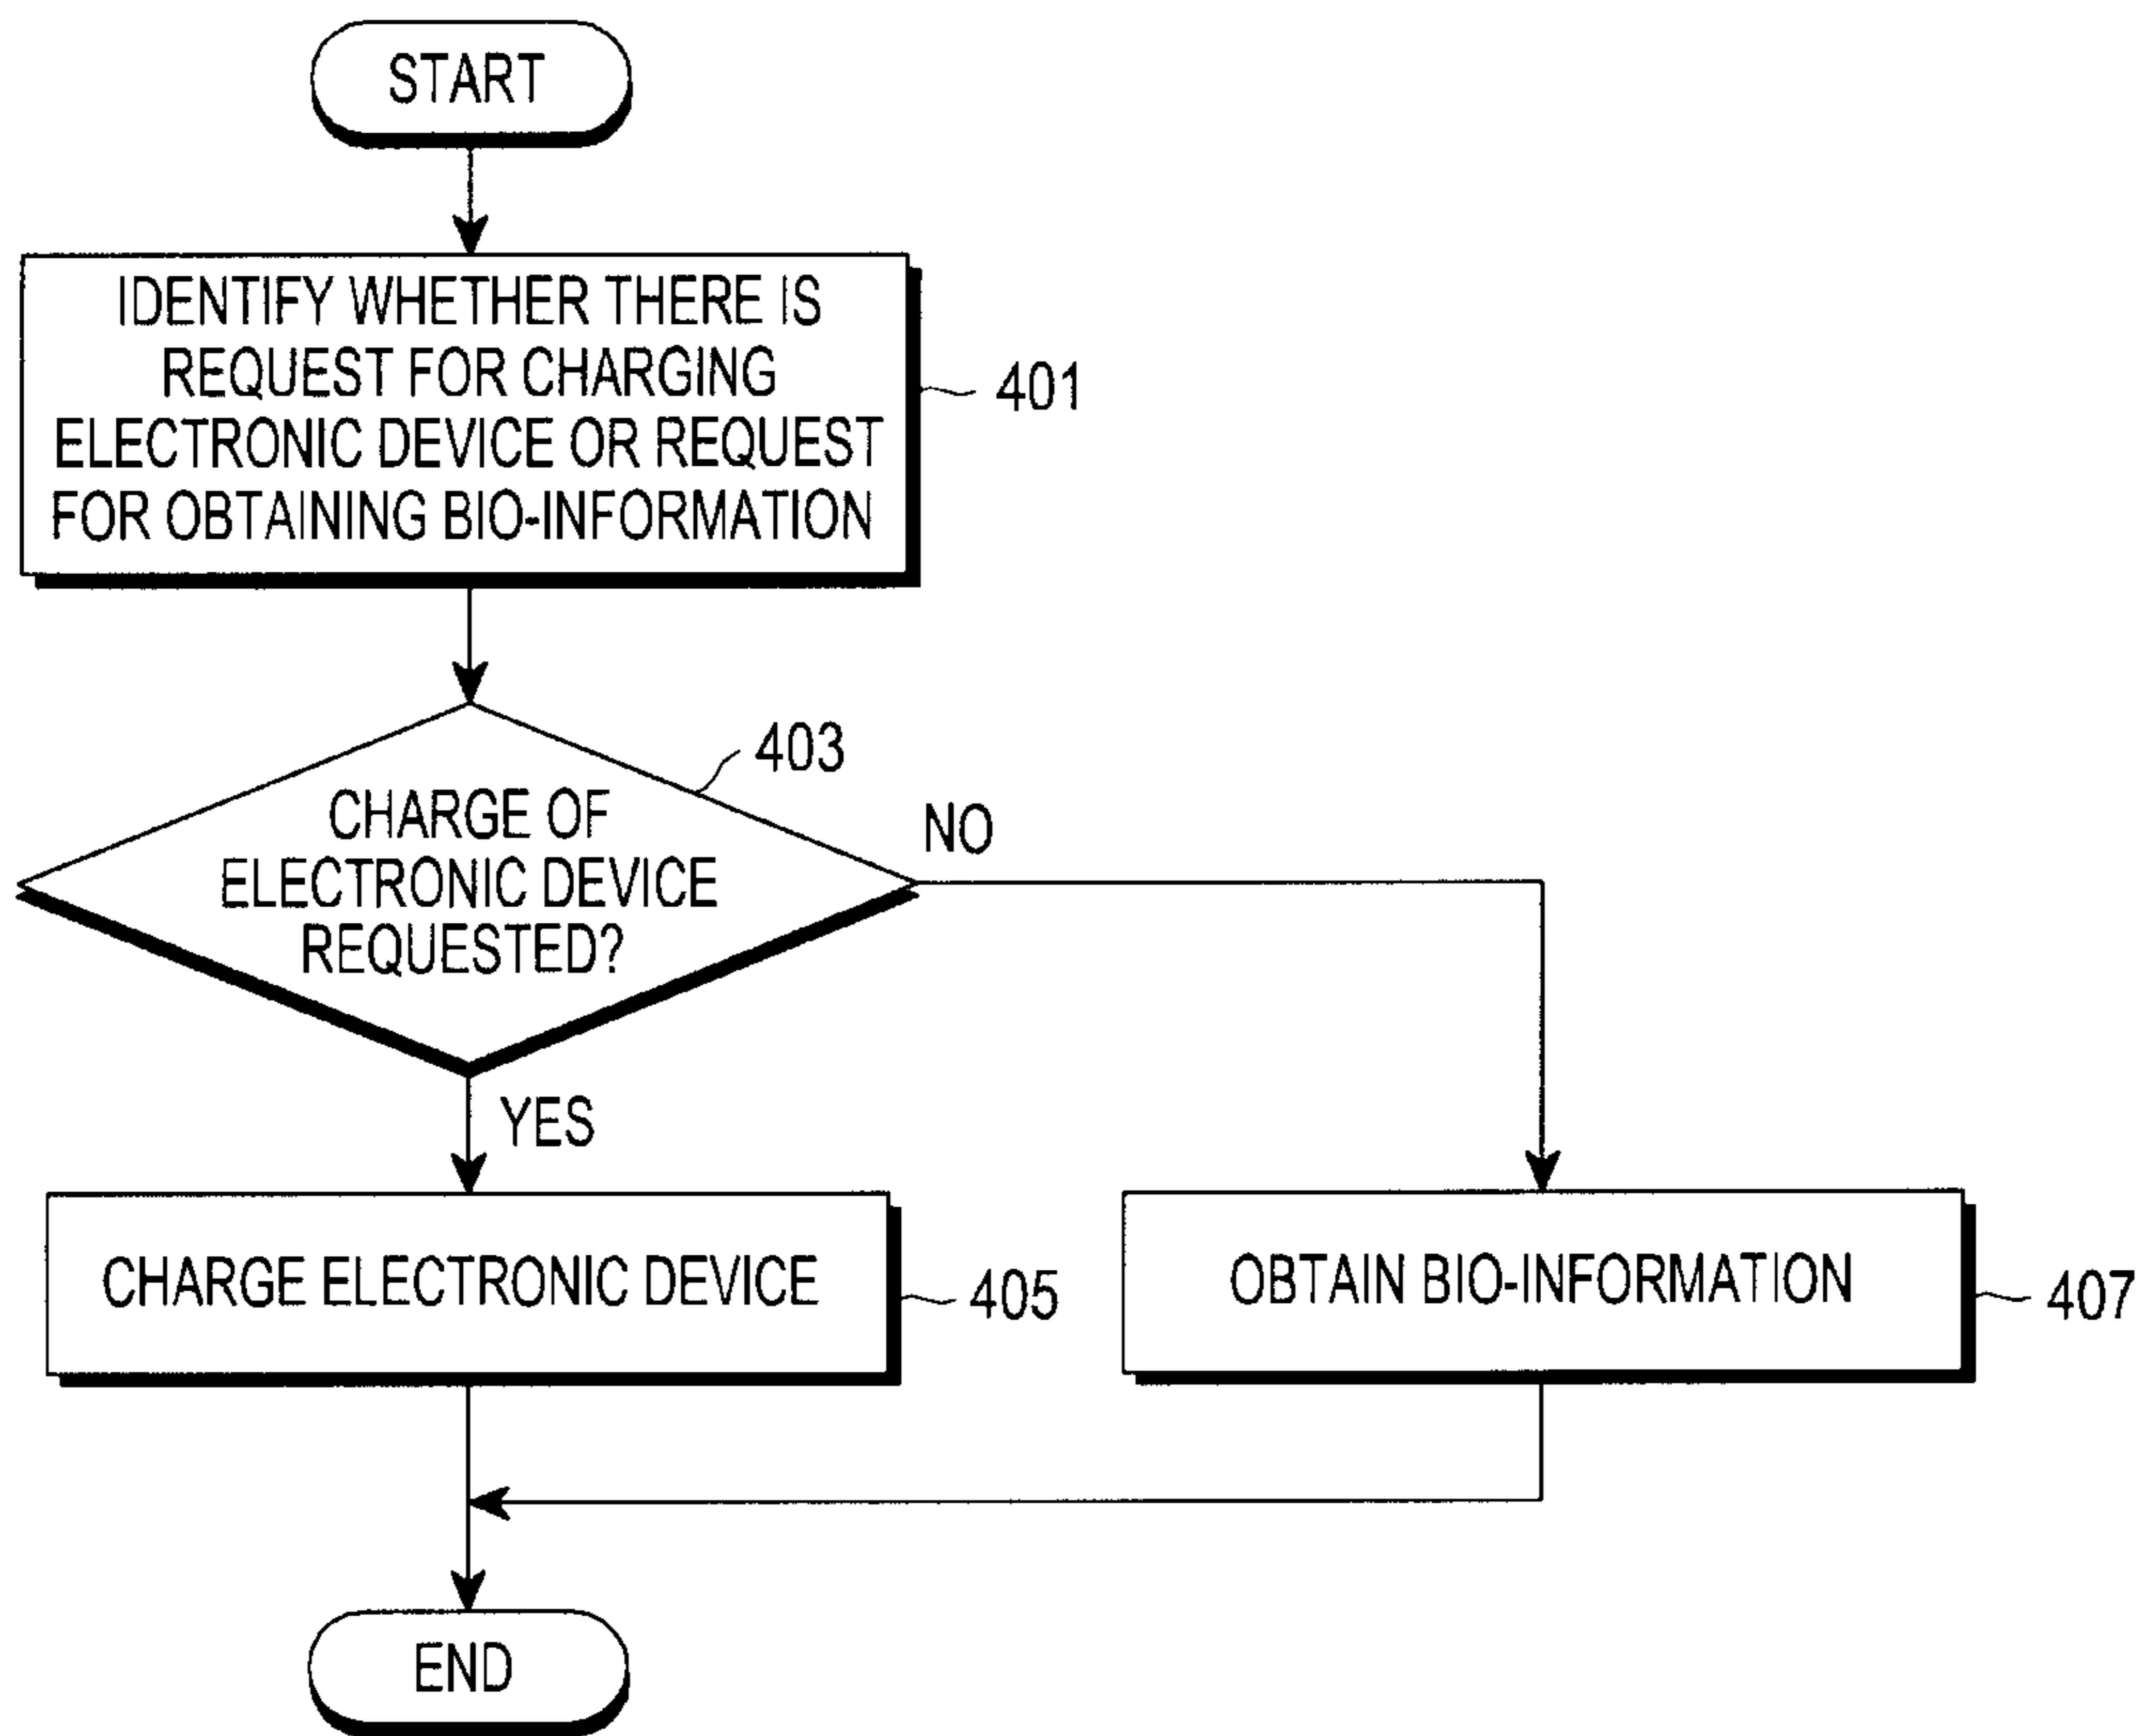 START
IDENTIFY WHETHER THERE IS
REQUEST FOR CHARGING
ELECTRONIC DEVICE OR REQUEST
FOR OBTAINING BIO-INFORMATION
401
403
CHARGE OF
ELECTRONIC DEVICE
REQUESTED?
NO
YES
CHARGE ELECTRONIC DEVICE
405
OBTAIN BIO-INFORMATION
407
END